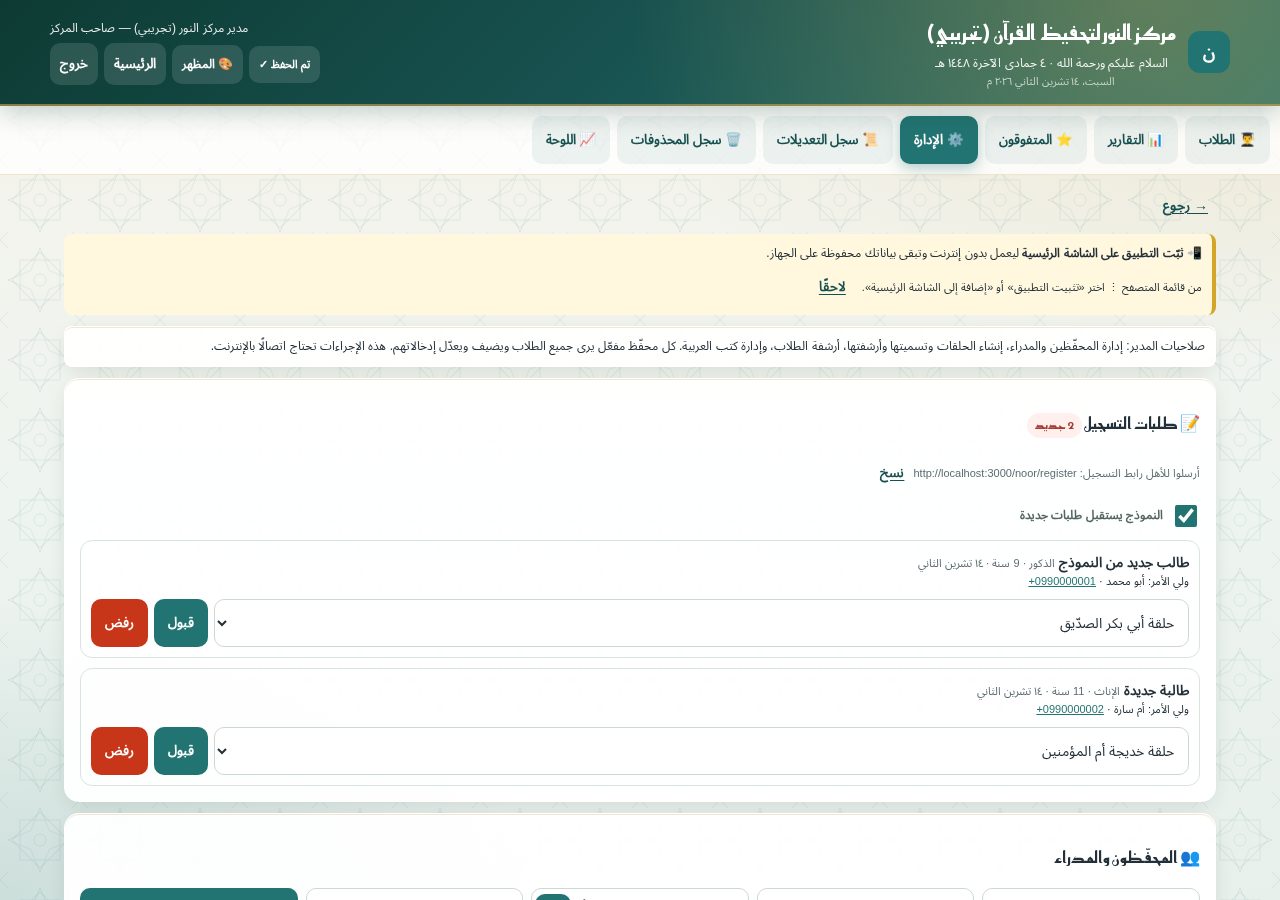 ن
مركز النور لتحفيظ القرآن (تجريبي)
السلام عليكم ورحمة الله · ٤ جمادى الآخرة ١٤٤٨ هـ
السبت، ١٤ تشرين الثاني ٢٠٢٦ م
مدير مركز النور (تجريبي) — صاحب المركز
تم الحفظ ✓
🎨 المظهر
الرئيسية
خروج
👨‍🎓 الطلاب
📊 التقارير
⭐ المتفوقون
⚙️ الإدارة
📜 سجل التعديلات
🗑️ سجل المحذوفات
📈 اللوحة
→ رجوع
📲 ثبّت التطبيق على الشاشة الرئيسية ليعمل بدون إنترنت وتبقى بياناتك محفوظة على الجهاز.
من قائمة المتصفح ⋮ اختر «تثبيت التطبيق» أو «إضافة إلى الشاشة الرئيسية». لاحقًا
صلاحيات المدير: إدارة المحفّظين والمدراء، إنشاء الحلقات وتسميتها وأرشفتها، أرشفة الطلاب، وإدارة كتب العربية. كل محفّظ مفعّل يرى جميع الطلاب ويضيف ويعدّل إدخالاتهم. هذه الإجراءات تحتاج اتصالًا بالإنترنت.
📝 طلبات التسجيل 2 جديد
أرسلوا للأهل رابط التسجيل: http://localhost:3000/noor/register نسخ
النموذج يستقبل طلبات جديدة
طالب جديد من النموذج الذكور · 9 سنة · ١٤ تشرين الثاني
ولي الأمر: أبو محمد · 0990000001+
حلقة أبي بكر الصدّيق
قبول
رفض
طالبة جديدة الإناث · 11 سنة · ١٤ تشرين الثاني
ولي الأمر: أم سارة · 0990000002+
حلقة خديجة أم المؤمنين
قبول
رفض
👥 المحفّظون والمدراء